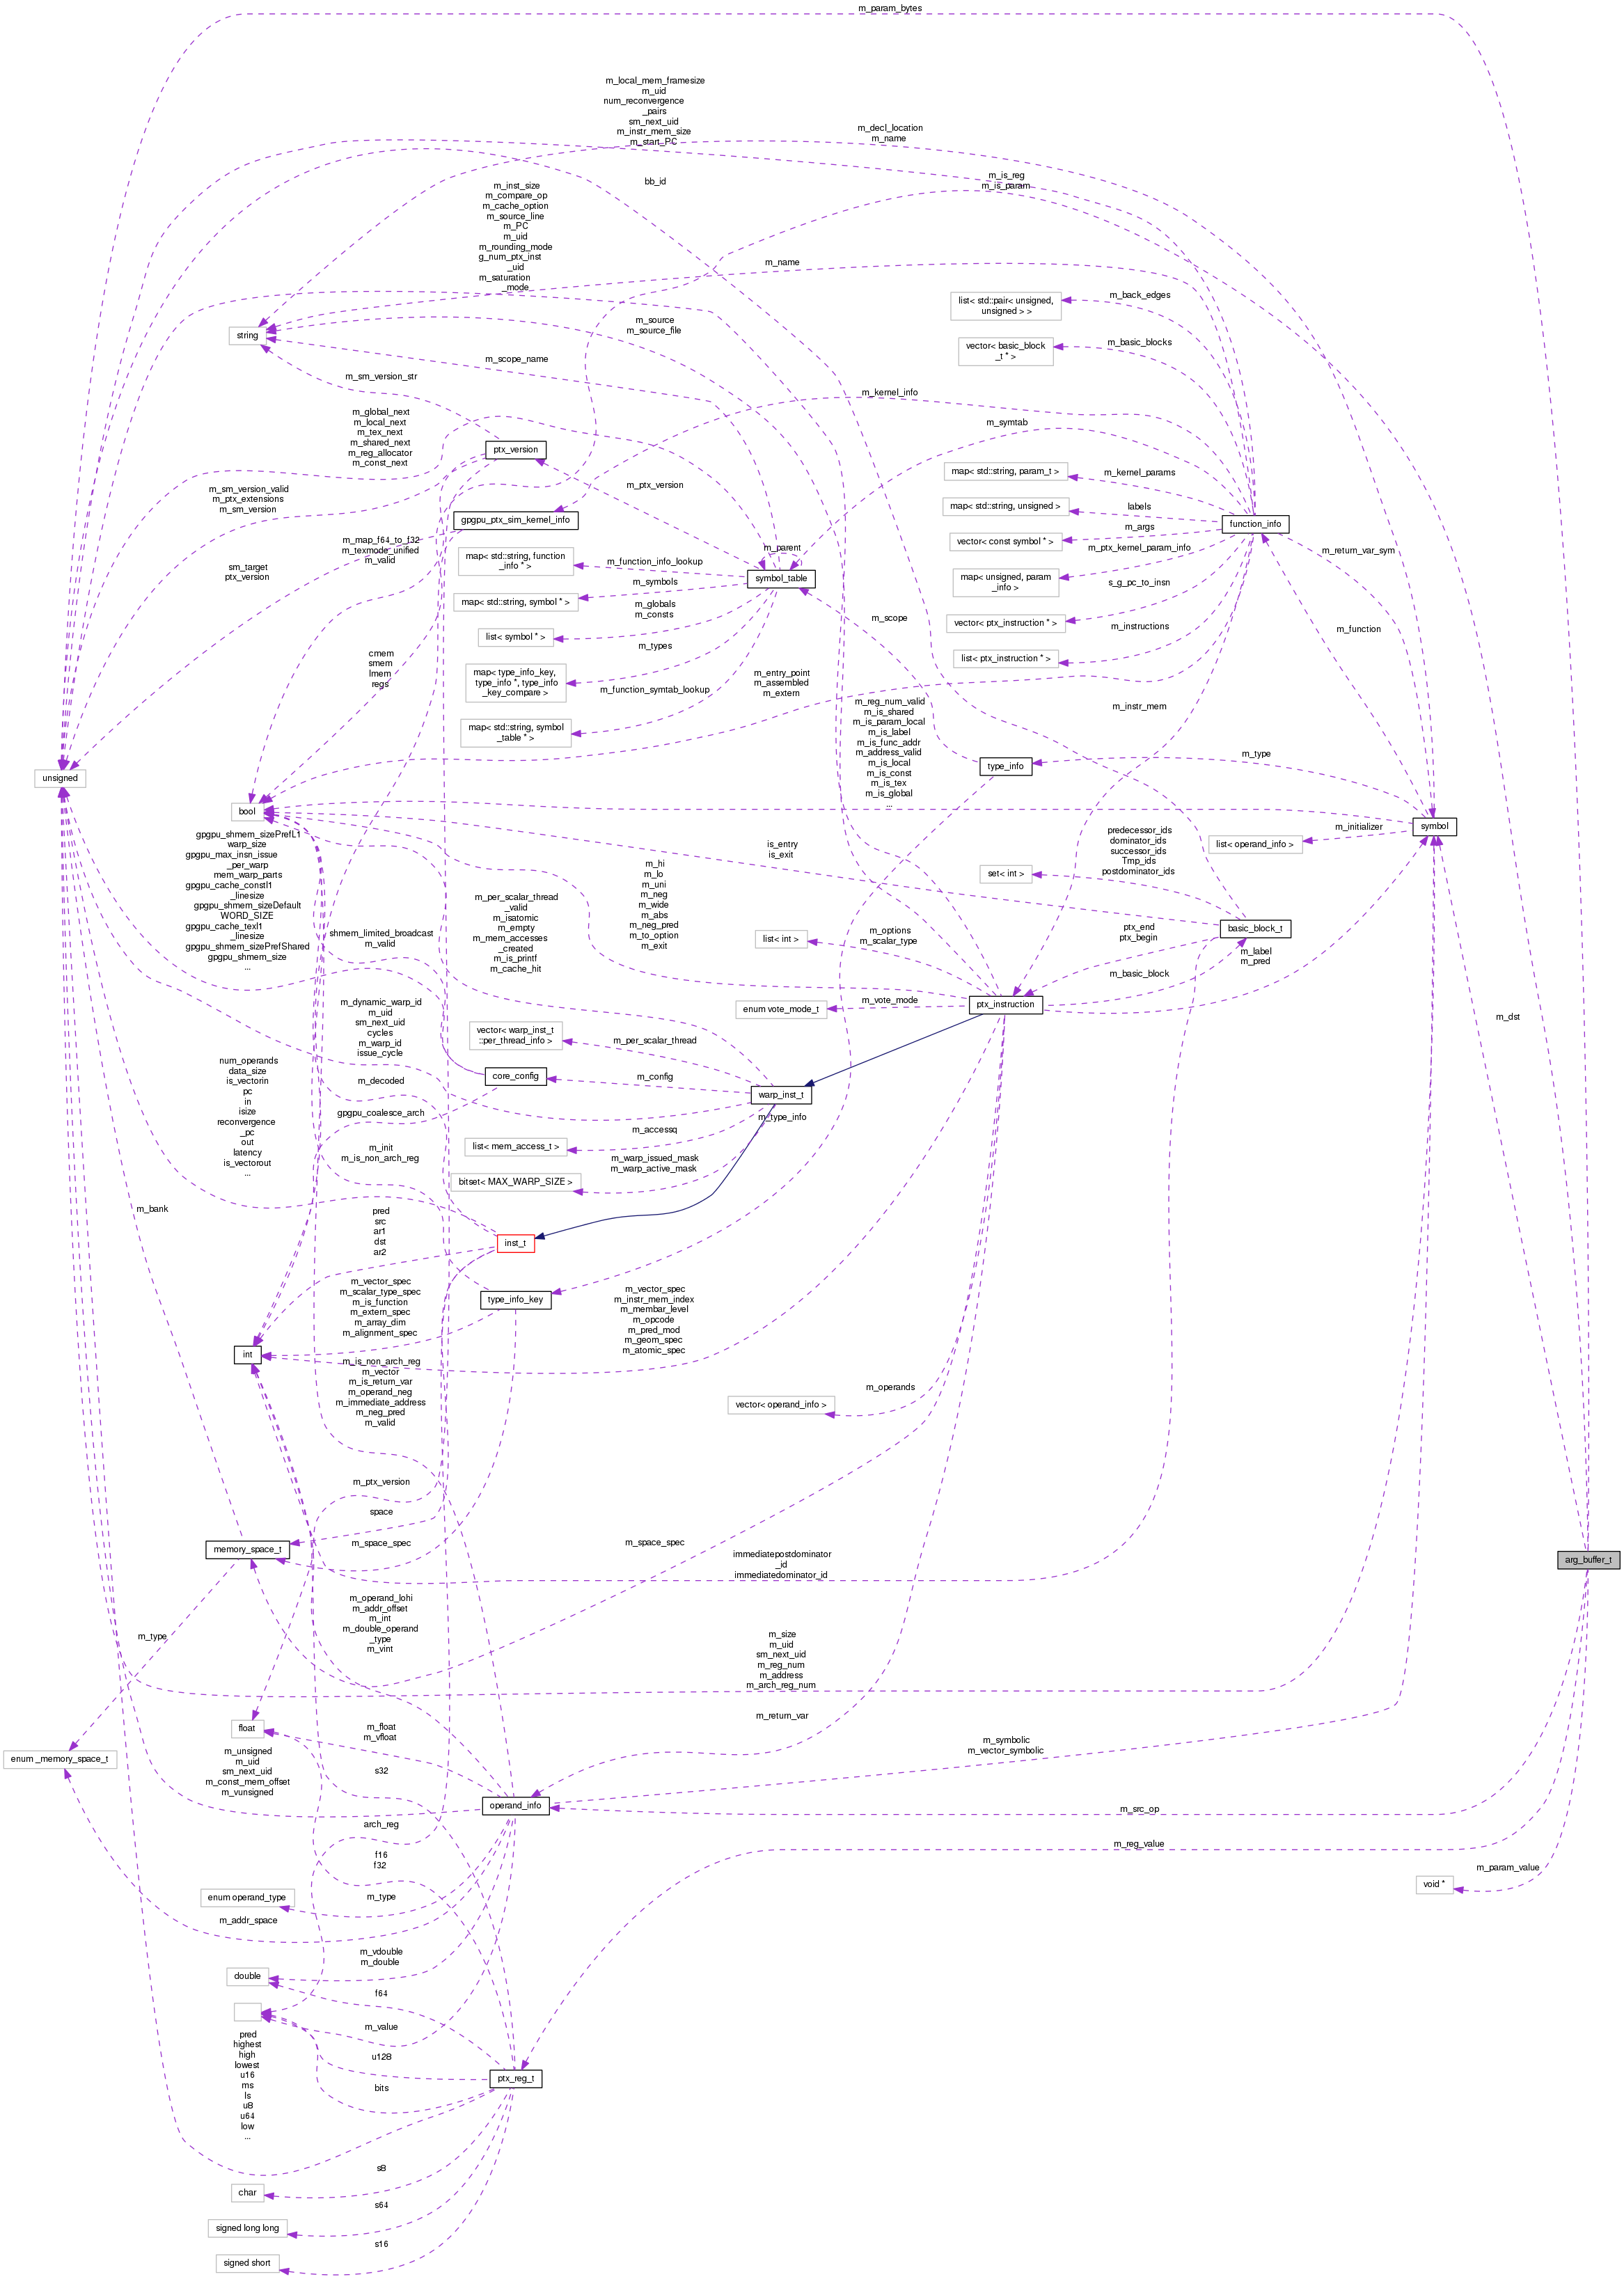 m_param_bytes
m_local_mem_framesize
m_uid
num_reconvergence
_pairs
sm_next_uid
m_instr_mem_size
m_start_PC
m_decl_location
m_name
bb_id
m_is_reg
m_is_param
m_inst_size
m_compare_op
m_cache_option
m_source_line
m_PC
m_uid
m_rounding_mode
g_num_ptx_inst
_uid
m_saturation
_mode
m_name
list< std::pair< unsigned,
unsigned > >
m_back_edges
string
m_source
m_source_file
vector< basic_block
_t * >
m_basic_blocks
m_scope_name
m_sm_version_str
m_kernel_info
m_global_next
m_local_next
m_tex_next
m_shared_next
m_reg_allocator
m_const_next
ptx_version
m_symtab
map< std::string, param_t >
m_kernel_params
m_sm_version_valid
m_ptx_extensions
m_sm_version
m_ptx_version
map< std::string, unsigned >
labels
gpgpu_ptx_sim_kernel_info
function_info
vector< const symbol * >
m_args
m_map_f64_to_f32
m_texmode_unified
m_valid
m_parent
m_ptx_kernel_param_info
m_return_var_sym
map< std::string, function
_info * >
m_function_info_lookup
sm_target
ptx_version
symbol_table
map< unsigned, param
_info * >
s_g_pc_to_insn
map< std::string, symbol * >
m_symbols
m_globals
m_consts
m_scope
vector< ptx_instruction * >
m_instructions
m_function
list< symbol * >
m_types
list< ptx_instruction * >
cmem
smem
lmem
regs
map< type_info_key,
type_info *, type_info
_key_compare >
m_function_symtab_lookup
m_entry_point
m_assembled
m_extern
m_instr_mem
map< std::string, symbol
_table * >
m_reg_num_valid
m_is_shared
m_is_param_local
m_is_label
m_is_func_addr
m_address_valid
m_is_local
m_is_const
m_is_tex
m_is_global
...
type_info
m_type
unsigned
bool
symbol
m_initializer
list< operand_info >
gpgpu_shmem_sizePrefL1
warp_size
gpgpu_max_insn_issue
_per_warp
mem_warp_parts
gpgpu_cache_constl1
_linesize
gpgpu_shmem_sizeDefault
WORD_SIZE
gpgpu_cache_texl1
_linesize
gpgpu_shmem_sizePrefShared
gpgpu_shmem_size
...
is_entry
is_exit
predecessor_ids
dominator_ids
successor_ids
Tmp_ids
postdominator_ids
set< int >
m_hi
m_lo
m_uni
m_neg
m_wide
m_abs
m_neg_pred
m_to_option
m_exit
m_per_scalar_thread
_valid
m_isatomic
m_empty
m_mem_accesses
_created
m_is_printf
m_cache_hit
shmem_limited_broadcast
m_valid
list< int >
m_options
m_scalar_type
ptx_end
ptx_begin
basic_block_t
m_label
m_pred
m_basic_block
enum vote_mode_t
m_vote_mode
ptx_instruction
m_dst
m_dynamic_warp_id
m_uid
sm_next_uid
cycles
m_warp_id
issue_cycle
vector< warp_inst_t
::per_thread_info >
m_per_scalar_thread
num_operands
data_size
is_vectorin
pc
in
isize
reconvergence
_pc
out
latency
is_vectorout
...
m_decoded
core_config
m_config
warp_inst_t
gpgpu_coalesce_arch
m_type_info
m_accessq
list< mem_access_t >
m_init
m_is_non_arch_reg
m_warp_issued_mask
m_warp_active_mask
bitset< MAX_WARP_SIZE >
m_bank
pred
src
ar1
dst
ar2
inst_t
m_vector_spec
m_scalar_type_spec
m_is_function
m_extern_spec
m_array_dim
m_alignment_spec
type_info_key
m_vector_spec
m_instr_mem_index
m_membar_level
m_opcode
m_pred_mod
m_geom_spec
m_atomic_spec
int
m_is_non_arch_reg
m_vector
m_is_return_var
m_operand_neg
m_immediate_address
m_neg_pred
m_valid
vector< operand_info >
m_operands
m_ptx_version
space
memory_space_t
m_space_spec
m_space_spec
immediatepostdominator
_id
immediatedominator_id
arg_buffer_t
m_type
m_operand_lohi
m_addr_offset
m_int
m_double_operand
_type
m_vint
m_size
m_uid
sm_next_uid
m_reg_num
m_address
m_arch_reg_num
m_return_var
float
m_float
m_vfloat
enum _memory_space_t
m_unsigned
m_uid
sm_next_uid
m_const_mem_offset
m_vunsigned
s32
m_symbolic
m_vector_symbolic
operand_info
m_src_op
arch_reg
f16
f32
m_reg_value
m_param_value
void *
enum operand_type
m_type
m_addr_space
m_vdouble
m_double
double
f64
m_value
pred
highest
high
lowest
u16
ms
ls
u8
u64
low
...
u128
bits
ptx_reg_t
s8
char
s64
signed long long
s16
signed short